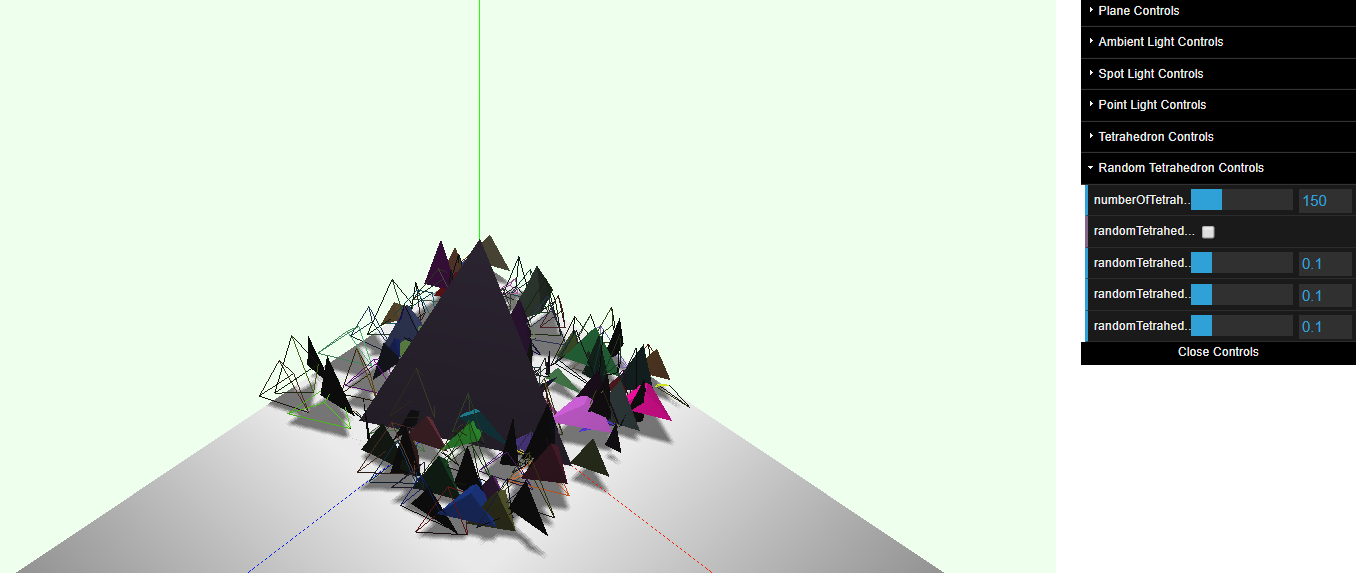 Plane Controls
Ambient Light Controls
Spot Light Controls
Point Light Controls
Tetrahedron Controls
Random Tetrahedron Controls
numberOfTetrah.. 150
randomTetrahed...
randomTetrahed.. 0.1
randomTetrahed.. 0.1
randomTetrahed.. 0.1
Close Controls